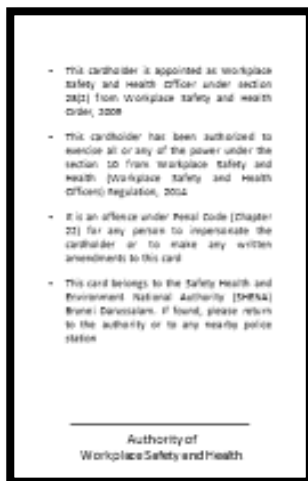 - This cardholder is appointed as Workplace
Safety and Health Officer under section
28(2) from Workplace Safety and Health
Order, 2009
- This cardholder has been authorized to
exercise all or any of the power under the
section 10 from Workplace Safety and
Health (Workplace Safety and Health
Officers) Regulation, 2014
- It is an offence under Penal Code (Chapter
22) for any person to impersonate the
cardholder or to make any written
amendments to this card
- This card belongs to the Safety Health and
Environment National Authority (SHENA)
Brunei Darussalam. If found, please return
to the authority or to any nearby police
station
Authority of
Workplace Safety and Health